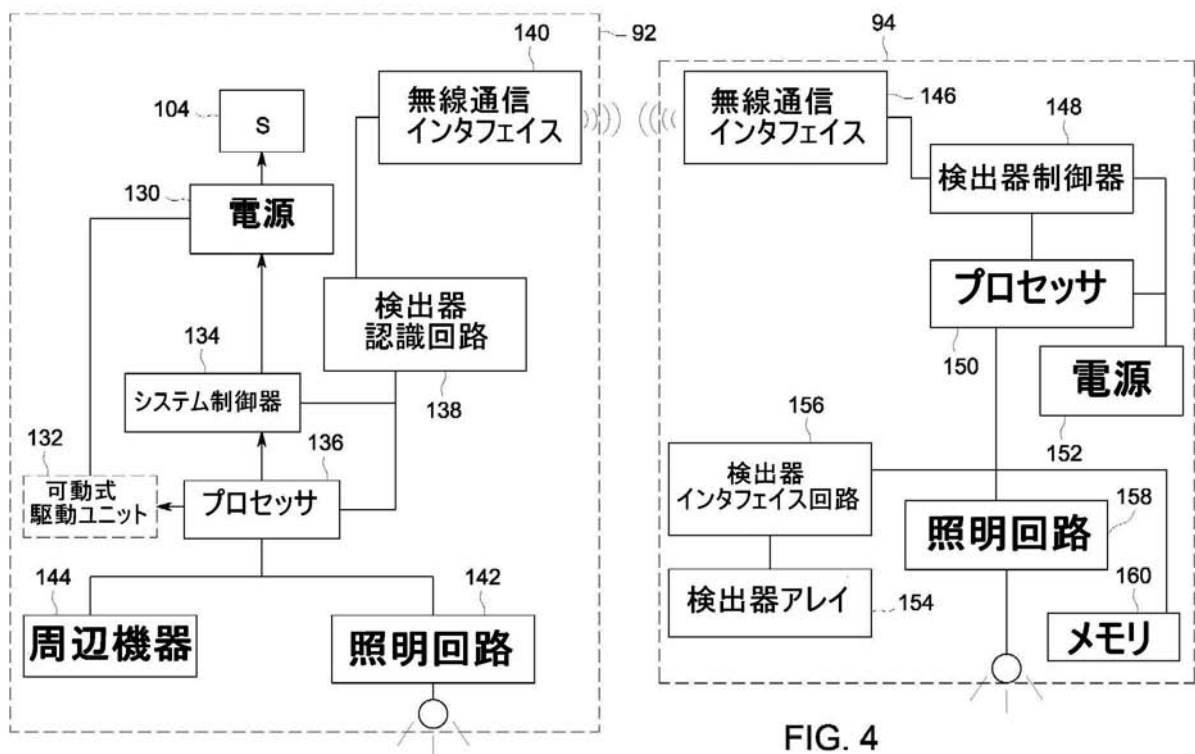 140
92
94
無線通信
インタフェイス
無線通信
インタフェイス
146
148
104
S
130
電源
検出器制御器
プロセッサ
150
検出器
認識回路
134
138
システム制御器
電源
152
132
136
156
可動式
駆動ユニット
プロセッサ
検出器
インタフェイス回路
照明回路
158
144
142
検出器アレイ
154
160
周辺機器
照明回路
メモリ
FIG. 4